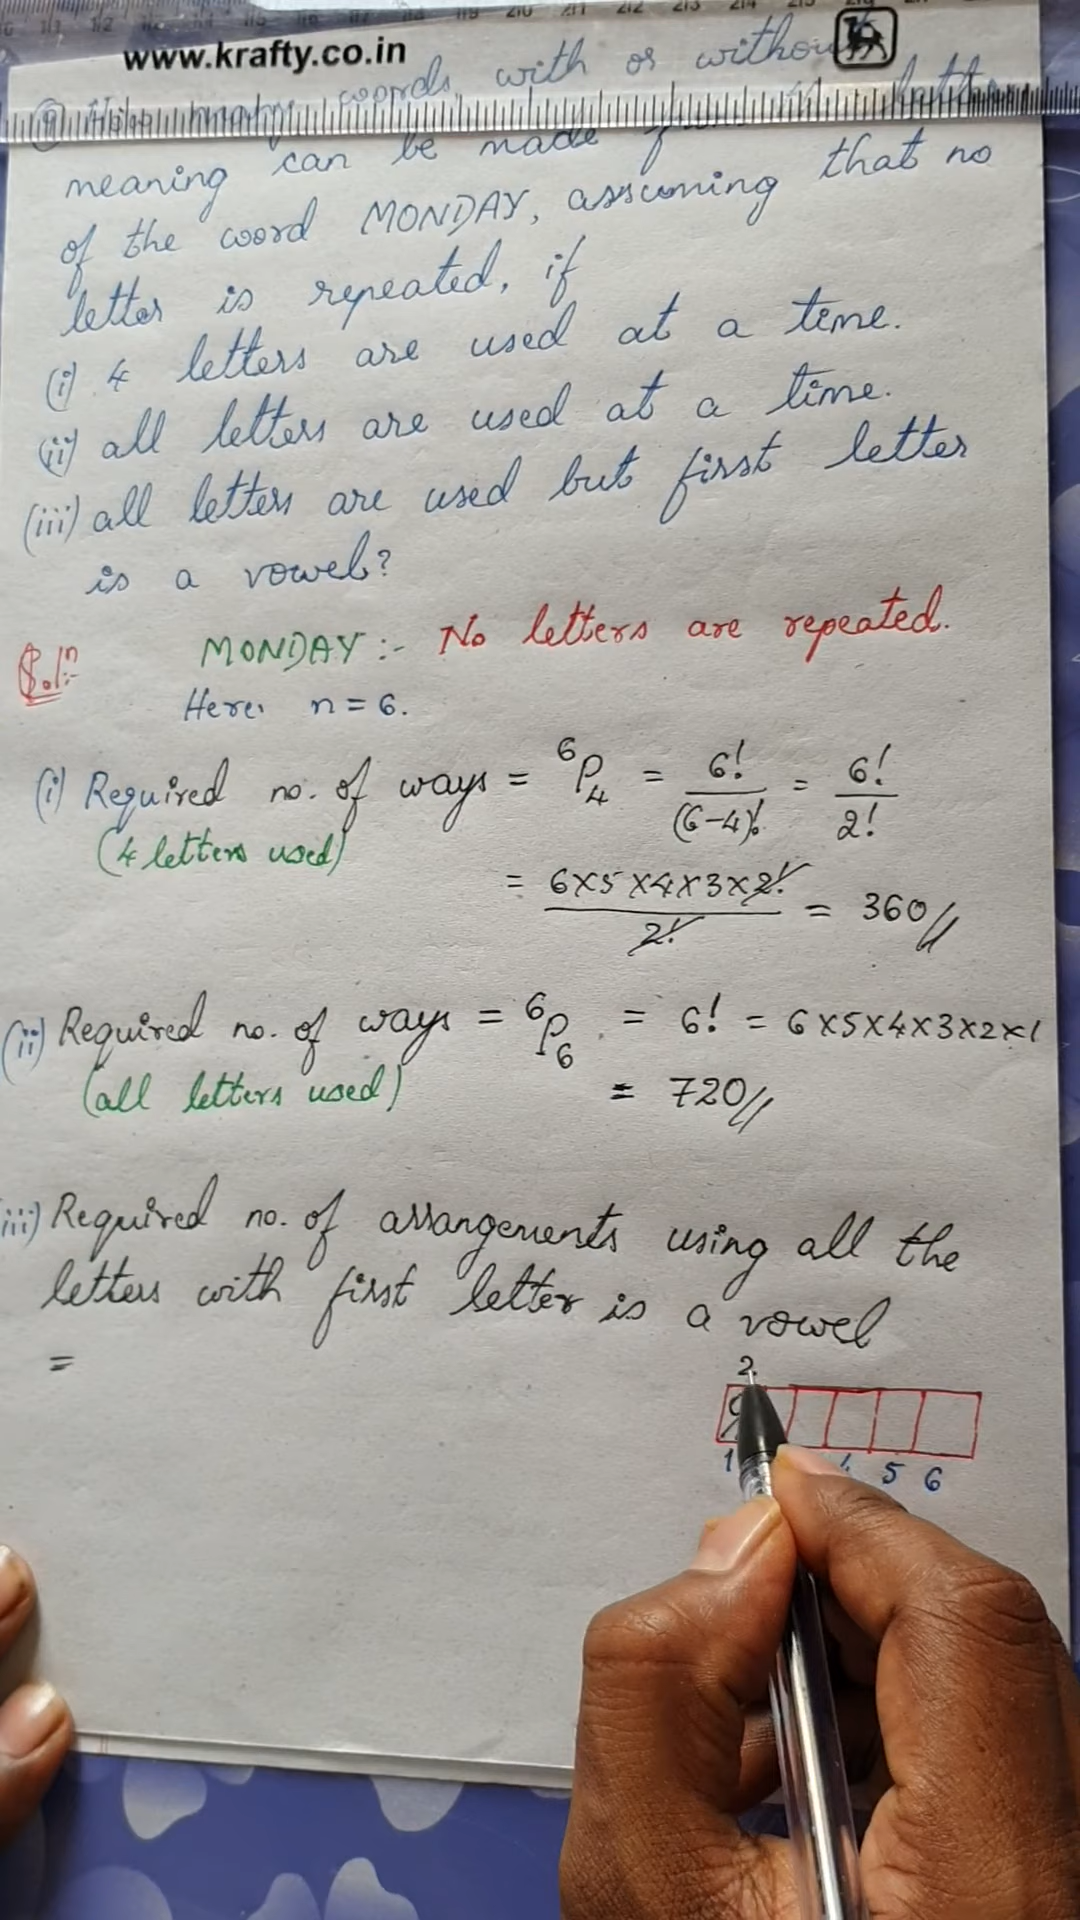 www.krafty.co.in
words, with or without
meaning can be made
of the word MONDAY, assuming that no
letter is repeated, if
(i) 4 letters are used at a time.
(ii) all letters are used at a time.
(iii) all letters are used but first letter
is a vowel?
Solⁿ:- MONDAY :- No letters are repeated.
Here, n = 6.
(i) Required no. of ways = ⁶P₄ = 6!/(6-4)! = 6!/2!
(4 letters used)
= 6×5×4×3×2!/2! = 360//
(ii) Required no. of ways = ⁶P₆ = 6! = 6×5×4×3×2×1
(all letters used)
= 720//
(iii) Required no. of arrangements using all the
letters with first letter is a vowel
=
2
1 4 5 6